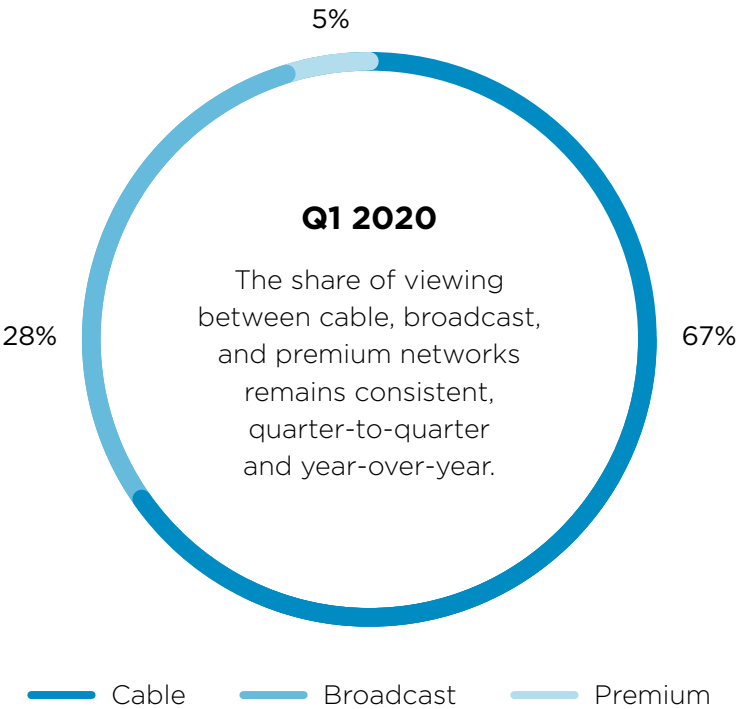 5%
Q1 2020
The share of viewing
between cable, broadcast,
and premium networks
remains consistent,
quarter-to-quarter
and year-over-year.
28%
67%
Cable
Broadcast
Premium